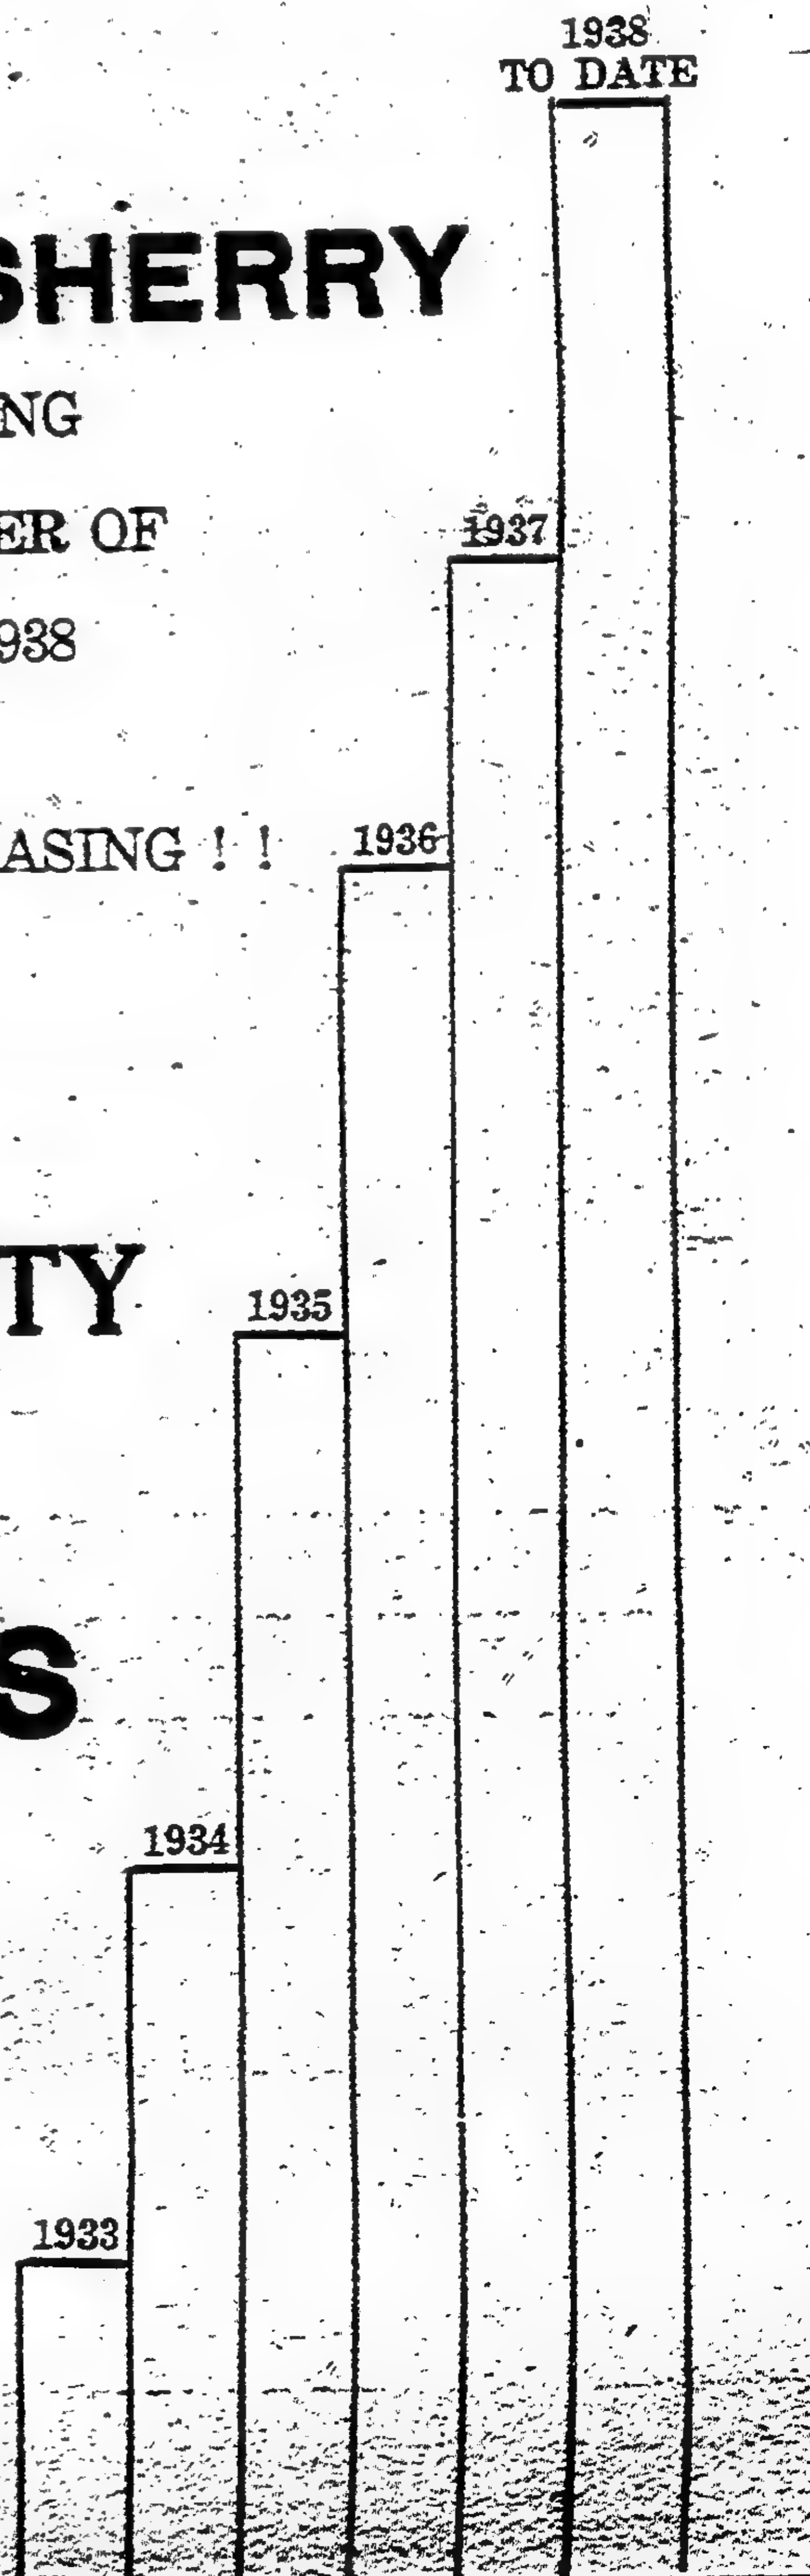 1938
TO DATE
SHERRY
NG
ER OF
1937
938
ASING ! !
1936
TY
1935
S
1934
1933